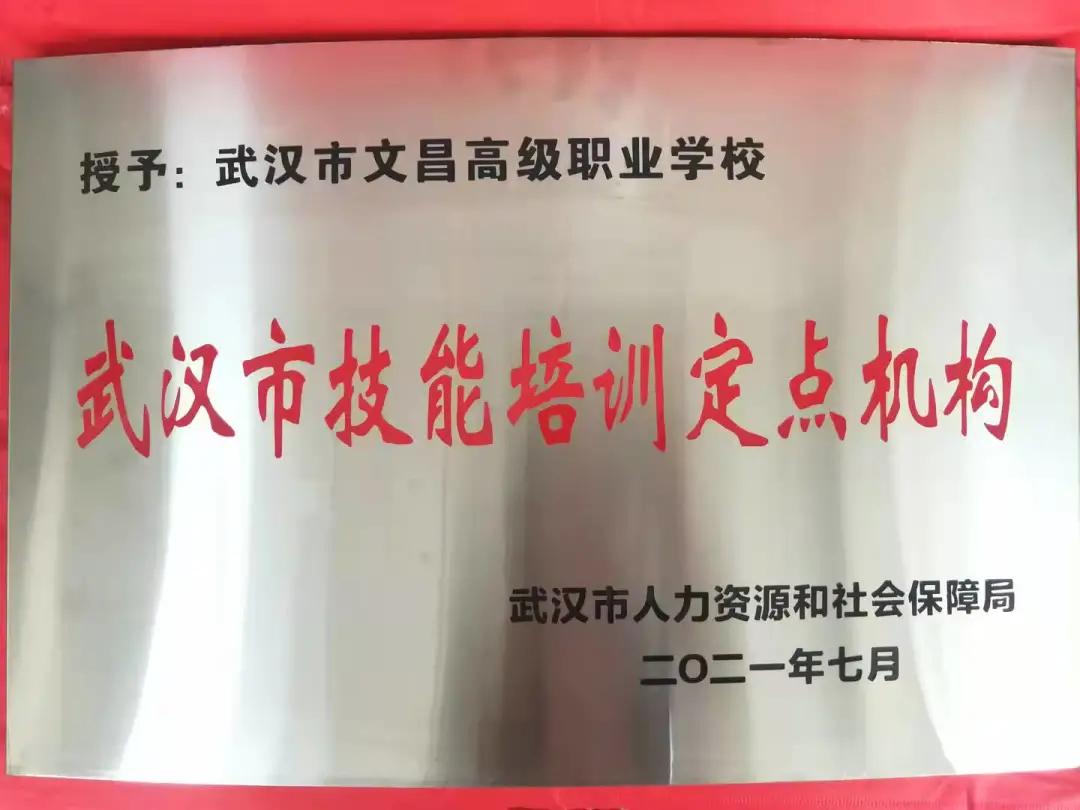 授予：武汉市文昌高级职业学校
武汉市技能培训定点机构
武汉市人力资源和社会保障局
二〇二一年七月